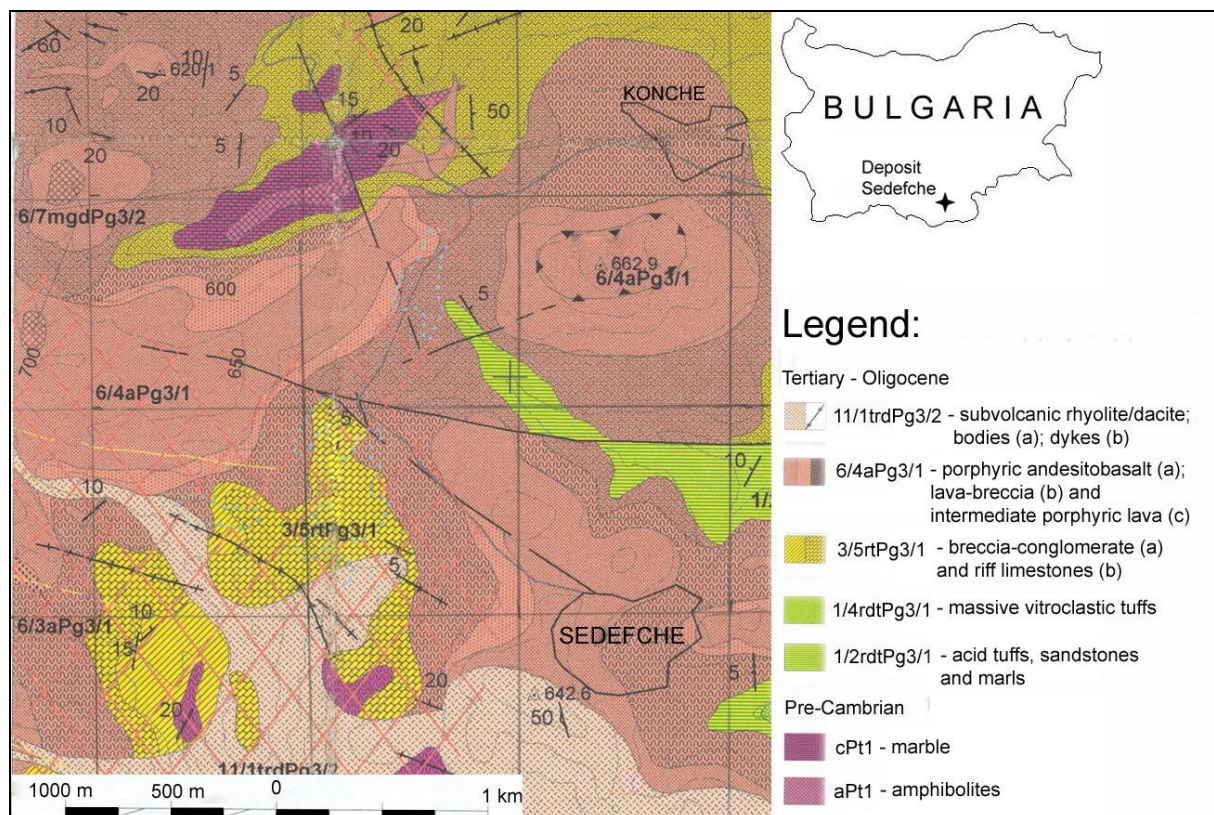 20
60
10
620.1
5
20
15
KONCHE
50
10
10
20
5
20
6/7mgdPg3/2
662.9
6/4aPg3/1
600
5
700
650
6/4aPg3/1
5
10
10
3/5rtPg3/1
5
6/3aPg3/1
10
15
SEDEFCHE
20
20
642.6
50
5
11/1trdPg3/2
1000 m 500 m 0 1 km
BULGARIA
Deposit
Sedefche
Legend:
Tertiary - Oligocene
11/1trdPg3/2 - subvolcanic rhyolite/dacite;
bodies (a); dykes (b)
6/4aPg3/1 - porphyric andesitobasalt (a);
lava-breccia (b) and
intermediate porphyric lava (c)
3/5rtPg3/1 - breccia-conglomerate (a)
and riff limestones (b)
1/4rdtPg3/1 - massive vitroclastic tuffs
1/2rdtPg3/1 - acid tuffs, sandstones
and marls
Pre-Cambrian
cPt1 - marble
aPt1 - amphibolites